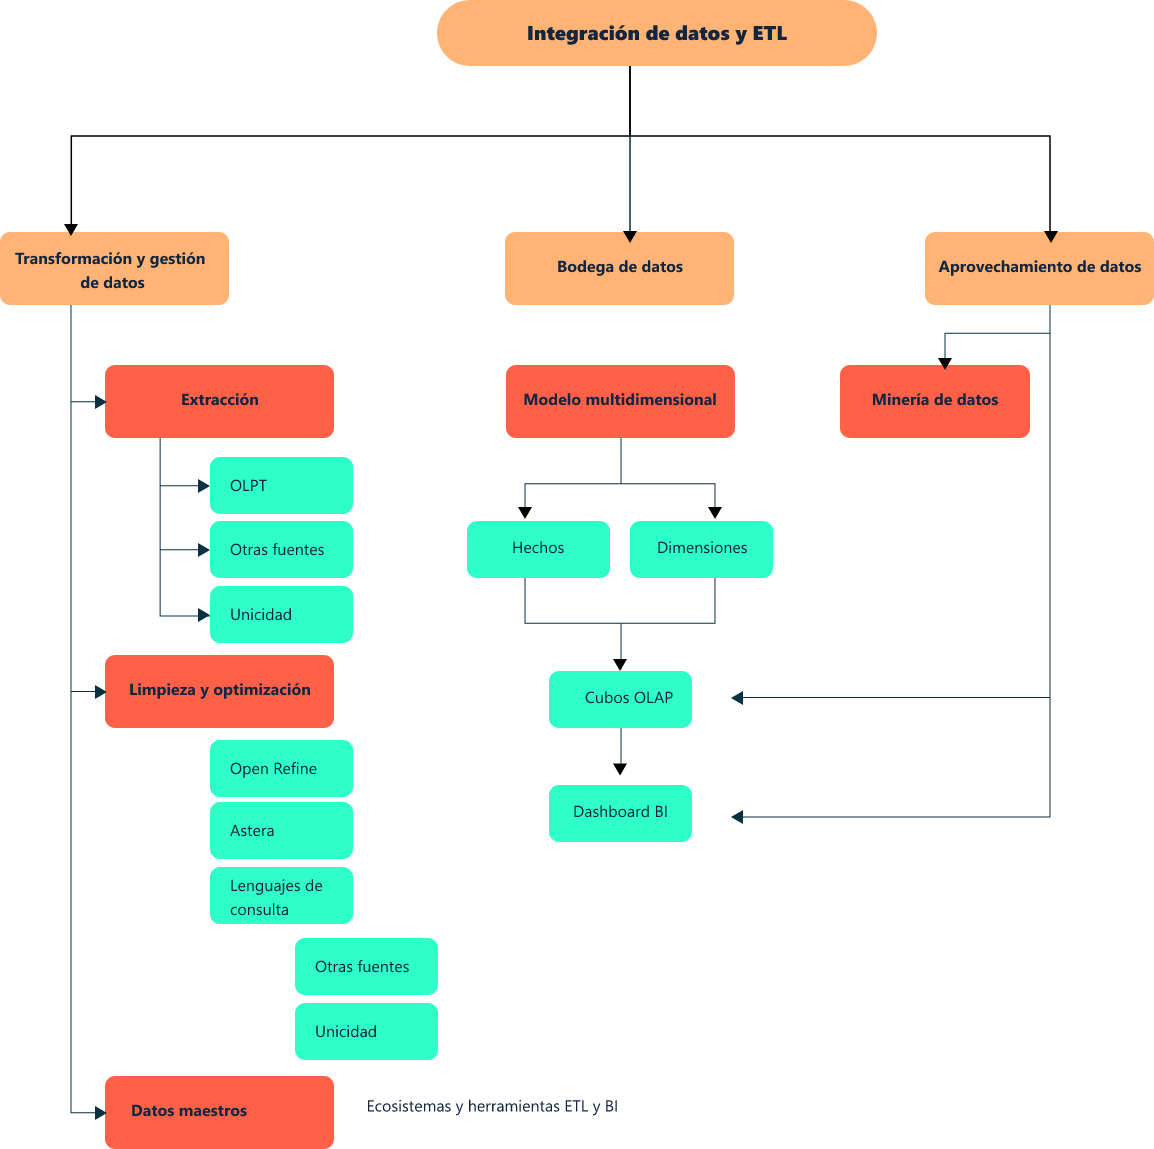 Integración de datos y ETL
Transformación y gestión
de datos
Bodega de datos
Aprovechamiento de datos
Extracción
Modelo multidimensional
Minería de datos
OLPT
Otras fuentes
Unicidad
Hechos
Dimensiones
Limpieza y optimización
Cubos OLAP
Open Refine
Dashboard BI
Astera
Lenguajes de
consulta
Otras fuentes
Unicidad
Datos maestros
Ecosistemas y herramientas ETL y BI